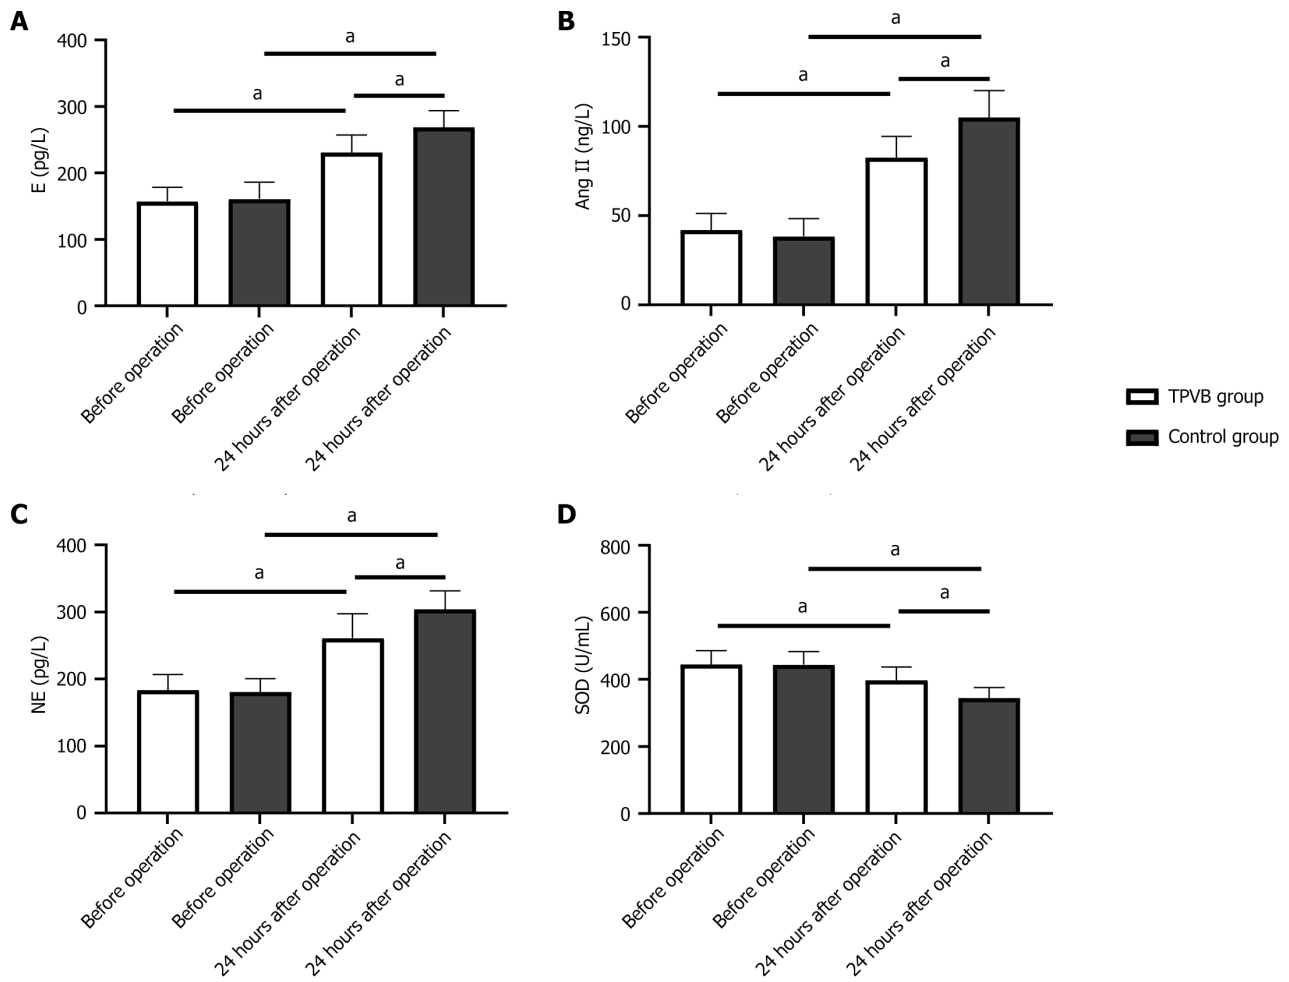 A
E (pg/L)
400
300
200
100
0
a
a
a
Before operation
Before operation
24 hours after operation
24 hours after operation
B
Ang II (ng/L)
150
100
50
0
a
a
a
Before operation
Before operation
24 hours after operation
24 hours after operation
TPVB group
Control group
C
NE (pg/L)
400
300
200
100
0
a
a
a
Before operation
Before operation
24 hours after operation
24 hours after operation
D
SOD (U/mL)
800
600
400
200
0
a
a
a
Before operation
Before operation
24 hours after operation
24 hours after operation